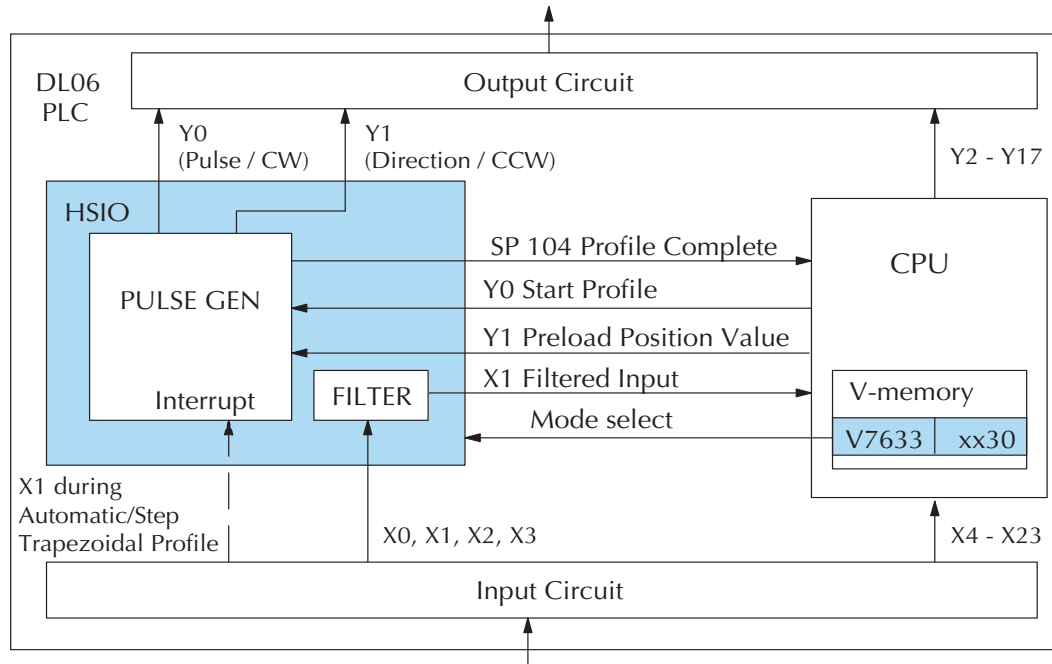 DL06
PLC
Output Circuit
Y0
(Pulse / CW)
Y1
(Direction / CCW)
Y2 - Y17
HSIO
PULSE GEN
Interrupt
FILTER
SP 104 Profile Complete
Y0 Start Profile
Y1 Preload Position Value
X1 Filtered Input
Mode select
CPU
V-memory
V7633 xx30
X1 during
Automatic/Step
Trapezoidal Profile
X0, X1, X2, X3
X4 - X23
Input Circuit